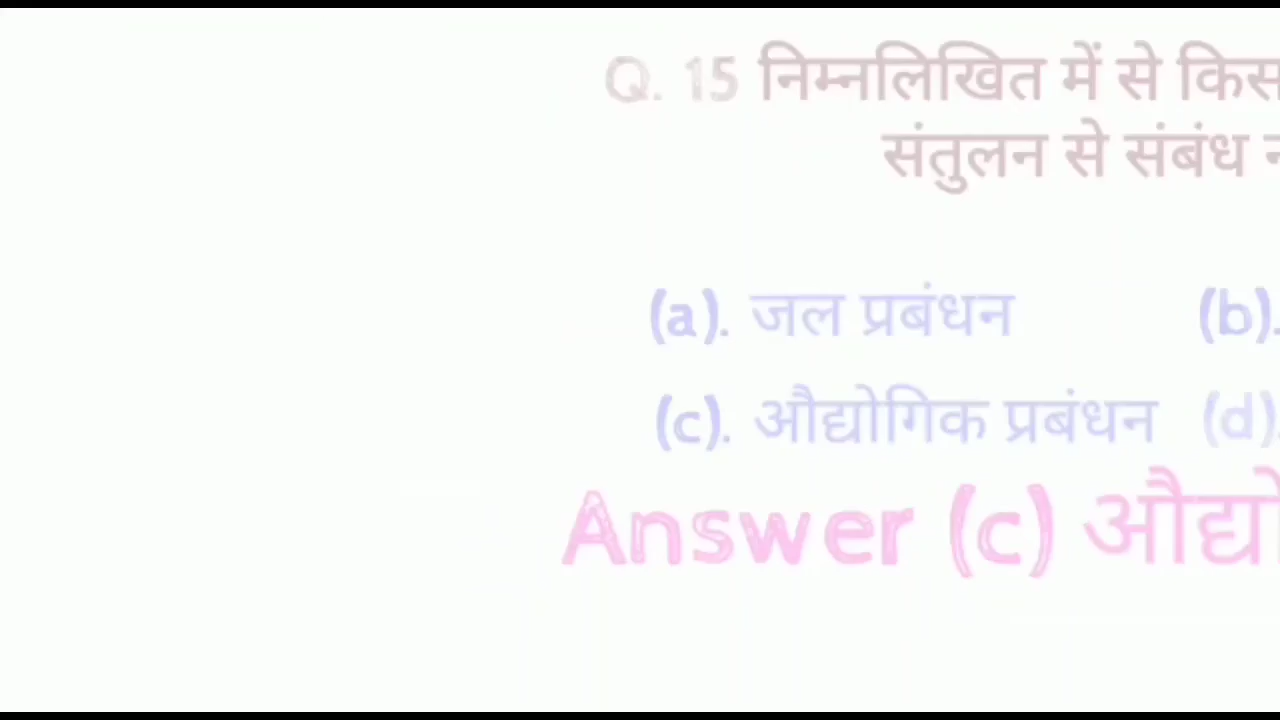 Q. 15 निम्नलिखित में से
संतुलन से संबंध
(a). जल प्रबंधन (b).
(c). औद्योगिक प्रबंधन (d).
Answer (c)